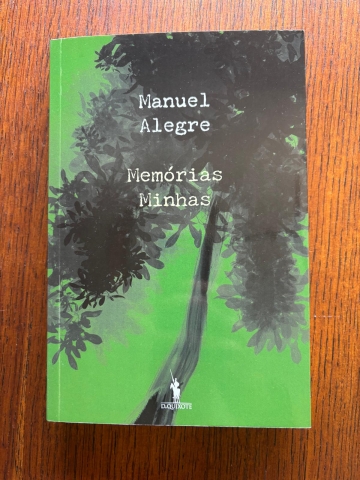 Manuel
Alegre
Memórias
Minhas
D.QUIXOTE